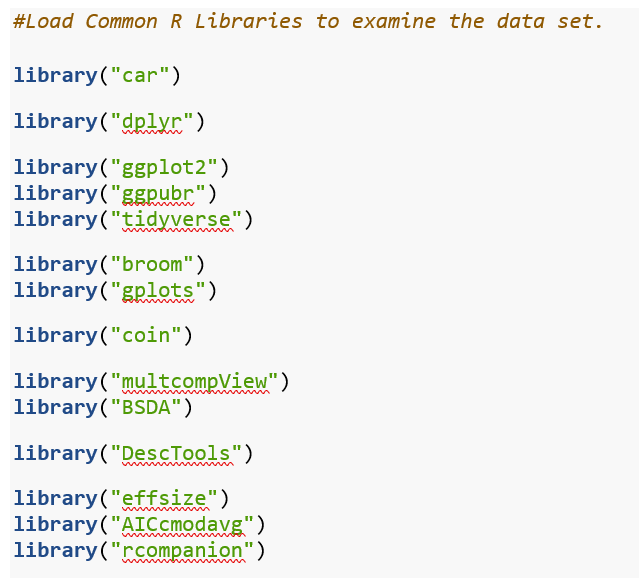 #Load Common R Libraries to examine the data set.
library("car")
library("dplyr")
library("ggplot2")
library("ggpubr")
library("tidyverse")
library("broom")
library("gplots")
library("coin")
library("multcompView")
library("BSDA")
library("DescTools")
library("effsize")
library("AICcmodavg")
library("rcompanion")